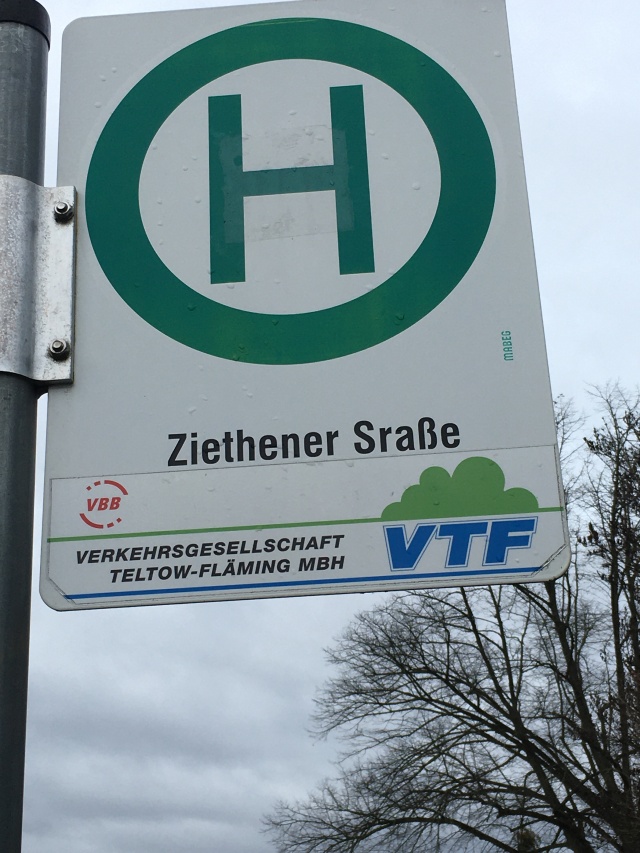 H
MABEG
Ziethener Sraße
VBB
VERKEHRSGESELLSCHAFT
TELTOW-FLÄMING MBH
VTF